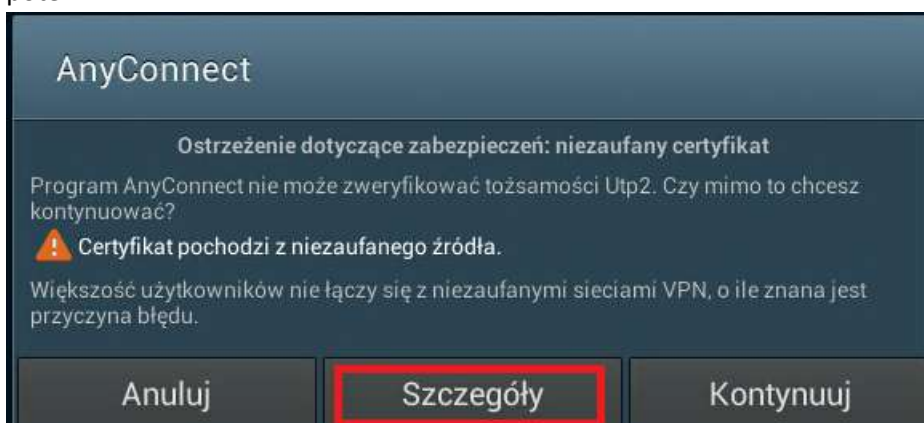 AnyConnect
Ostrzeżenie dotyczące zabezpieczeń: niezaufany certyfikat
Program AnyConnect nie może zweryfikować tożsamości Utp2. Czy mimo to chcesz
kontynuować?
Certyfikat pochodzi z niezaufanego źródła.
Większość użytkowników nie łączy się z niezaufanymi sieciami VPN, o ile znana jest
przyczyna błędu.
Anuluj
Szczegóły
Kontynuuj